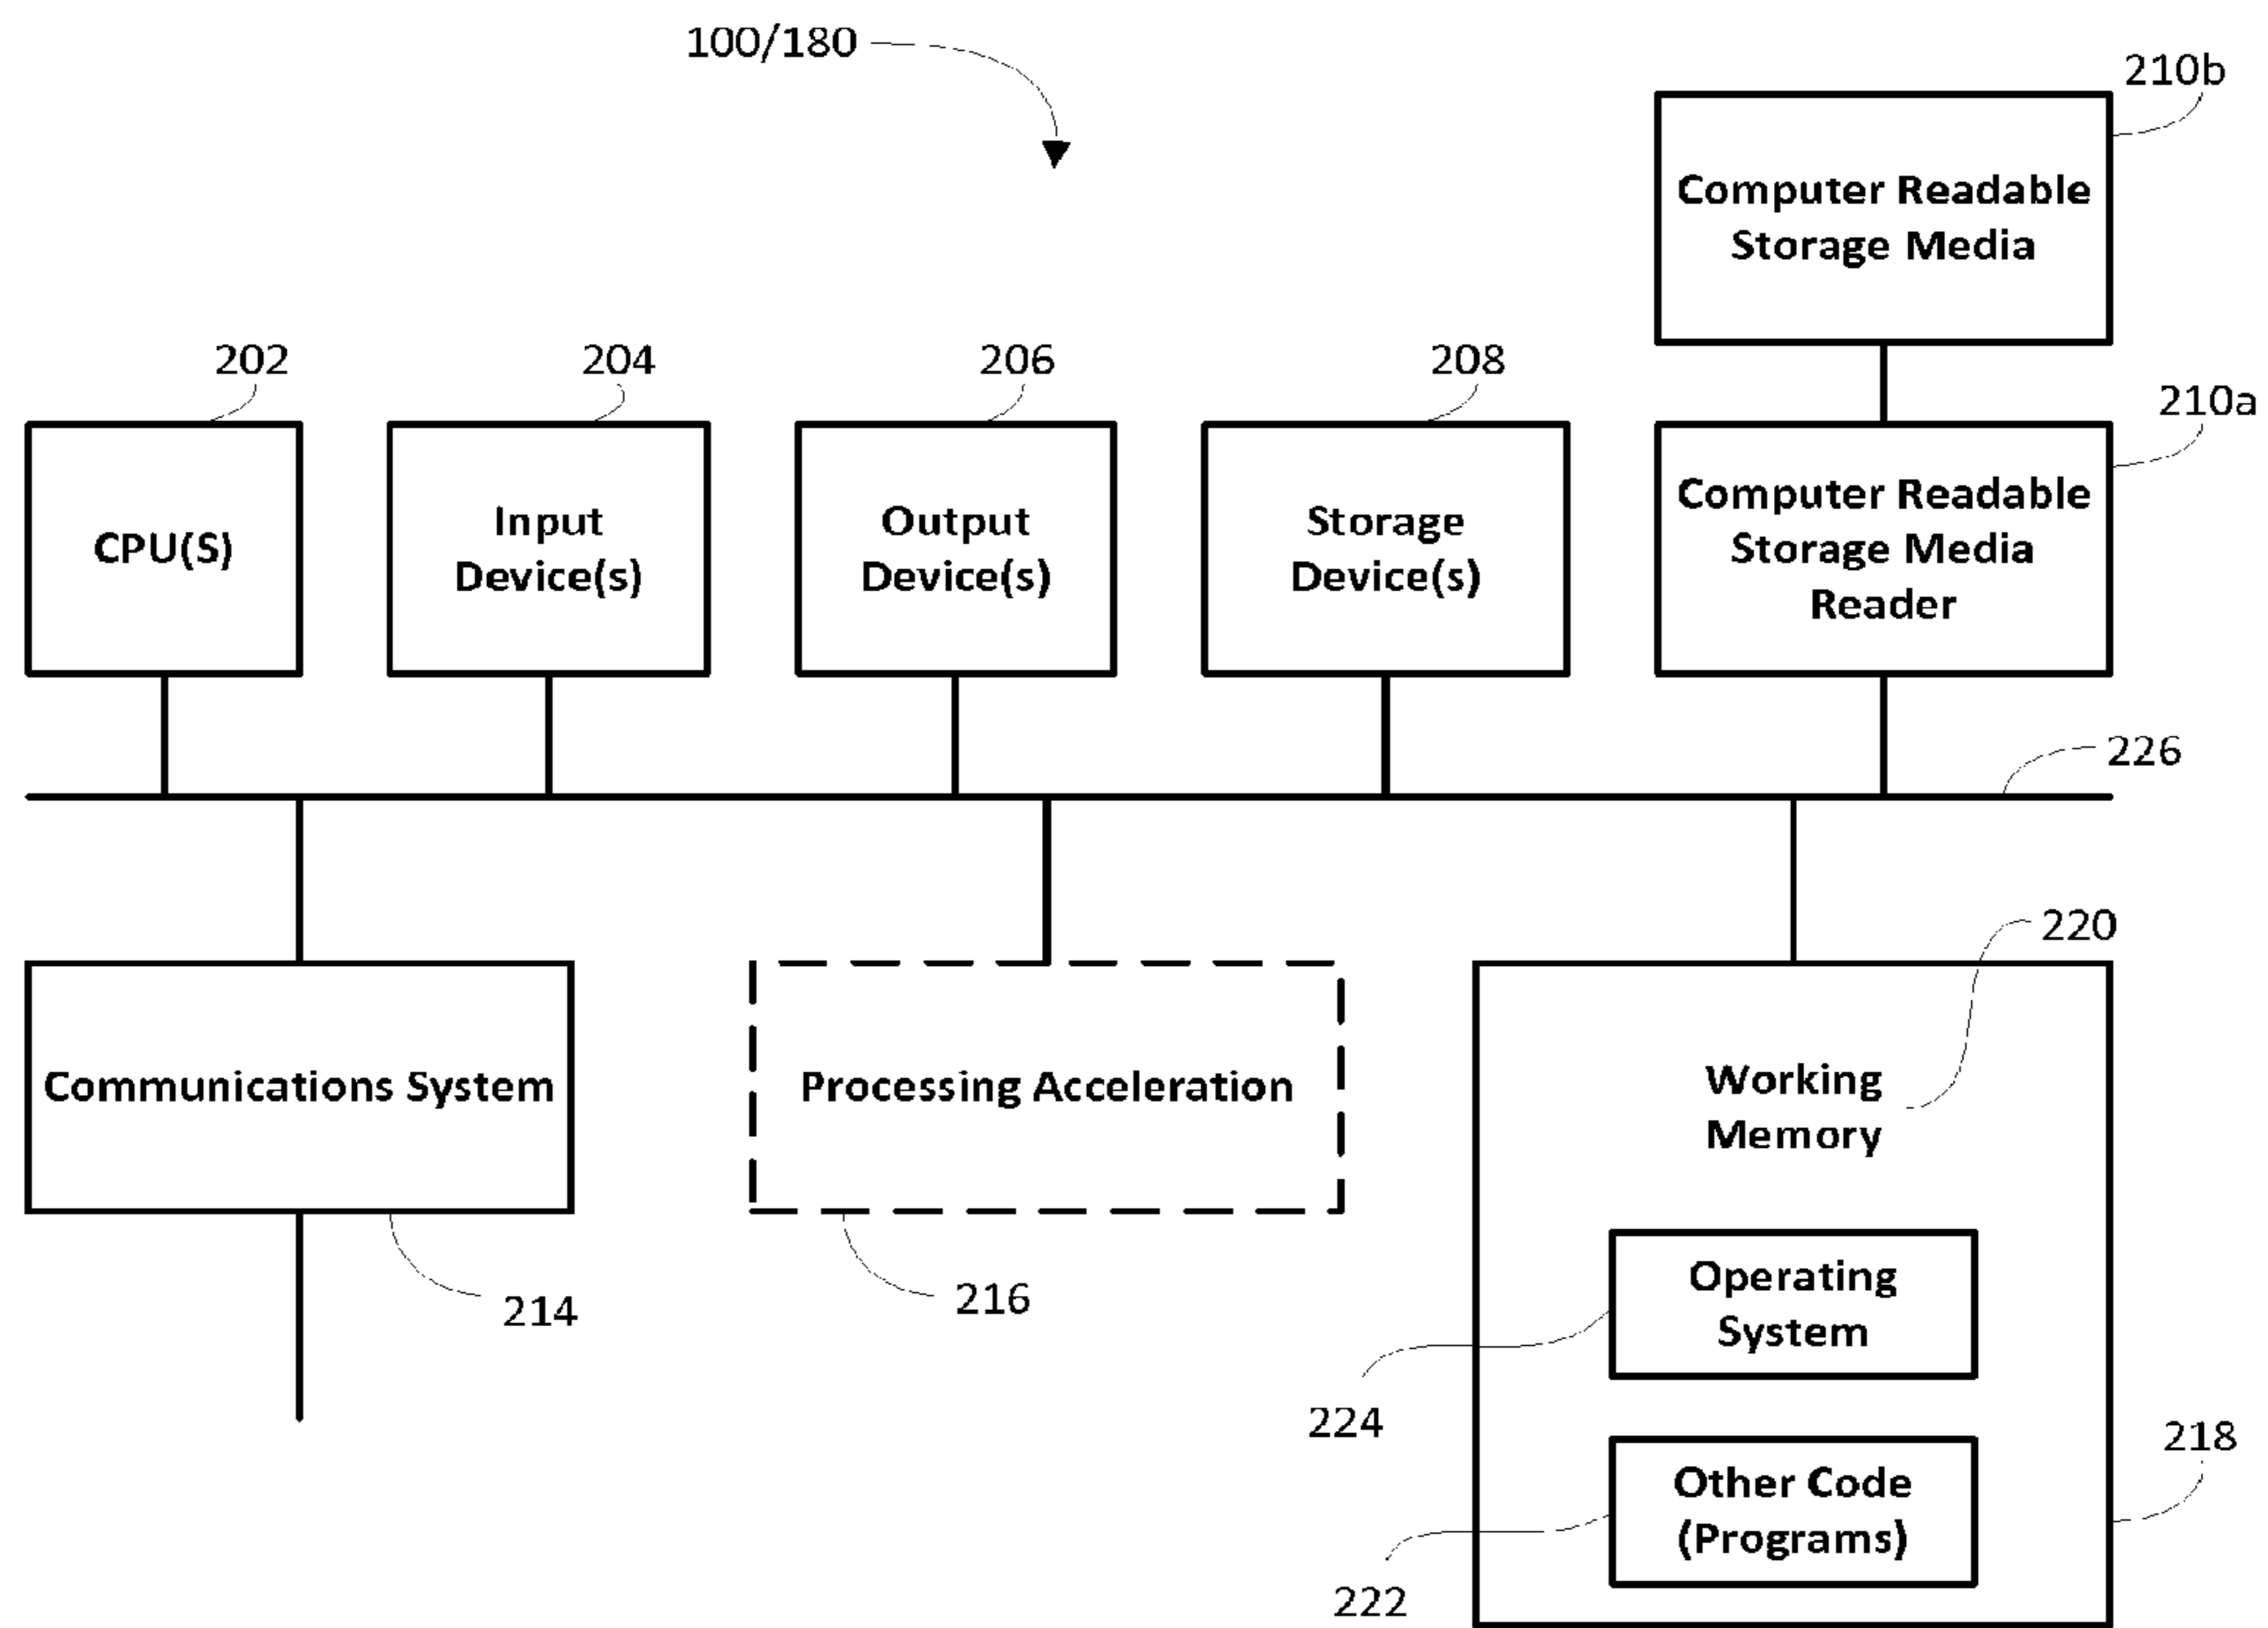 100/180
210b
Computer Readable
Storage Media
202
204
206
208
210a
CPU(S)
Input
Device(s)
Output
Device(s)
Storage
Device(s)
Computer Readable
Storage Media
Reader
226
220
Communications System
Processing Acceleration
Working
Memory
214
216
Operating
System
224
218
Other Code
(Programs)
222